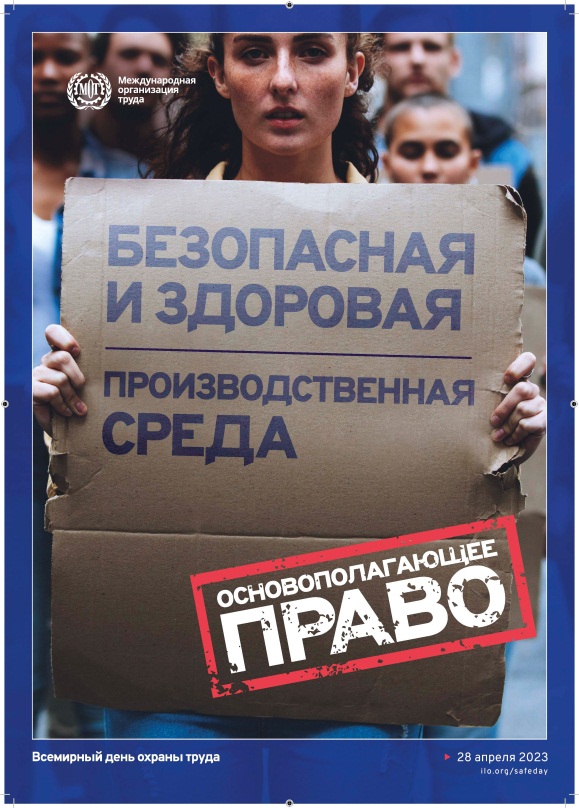 МОТ
Международная
организация
труда
БЕЗОПАСНАЯ
И ЗДОРОВАЯ
ПРОИЗВОДСТВЕННАЯ
СРЕДА
ОСНОВОПОЛАГАЮЩЕЕ
ПРАВО
Всемирный день охраны труда
28 апреля 2023
ilo.org/safeday